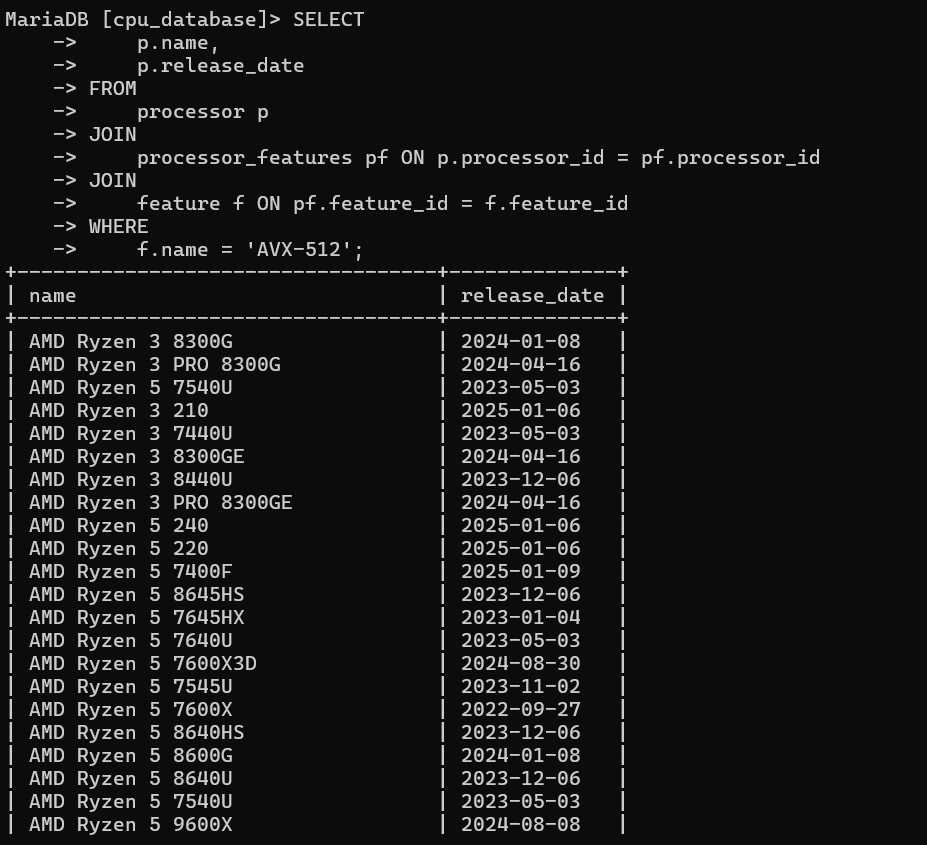 MariaDB [cpu_database]> SELECT
    ->     p.name,
    ->     p.release_date
    -> FROM
    ->     processor p
    -> JOIN
    ->     processor_features pf ON p.processor_id = pf.processor_id
    -> JOIN
    ->     feature f ON pf.feature_id = f.feature_id
    -> WHERE
    ->     f.name = 'AVX-512';
+-----------------------------------+--------------+
| name                              | release_date |
+-----------------------------------+--------------+
| AMD Ryzen 3 8300G                 | 2024-01-08   |
| AMD Ryzen 3 PRO 8300G             | 2024-04-16   |
| AMD Ryzen 5 7540U                 | 2023-05-03   |
| AMD Ryzen 3 210                   | 2025-01-06   |
| AMD Ryzen 3 7440U                 | 2023-05-03   |
| AMD Ryzen 3 8300GE                | 2024-04-16   |
| AMD Ryzen 3 8440U                 | 2023-12-06   |
| AMD Ryzen 3 PRO 8300GE            | 2024-04-16   |
| AMD Ryzen 5 240                   | 2025-01-06   |
| AMD Ryzen 5 220                   | 2025-01-06   |
| AMD Ryzen 5 7400F                 | 2025-01-09   |
| AMD Ryzen 5 8645HS                | 2023-12-06   |
| AMD Ryzen 5 7645HX                | 2023-01-04   |
| AMD Ryzen 5 7640U                 | 2023-05-03   |
| AMD Ryzen 5 7600X3D               | 2024-08-30   |
| AMD Ryzen 5 7545U                 | 2023-11-02   |
| AMD Ryzen 5 7600X                 | 2022-09-27   |
| AMD Ryzen 5 8640HS                | 2023-12-06   |
| AMD Ryzen 5 8600G                 | 2024-01-08   |
| AMD Ryzen 5 8640U                 | 2023-12-06   |
| AMD Ryzen 5 7540U                 | 2023-05-03   |
| AMD Ryzen 5 9600X                 | 2024-08-08   |